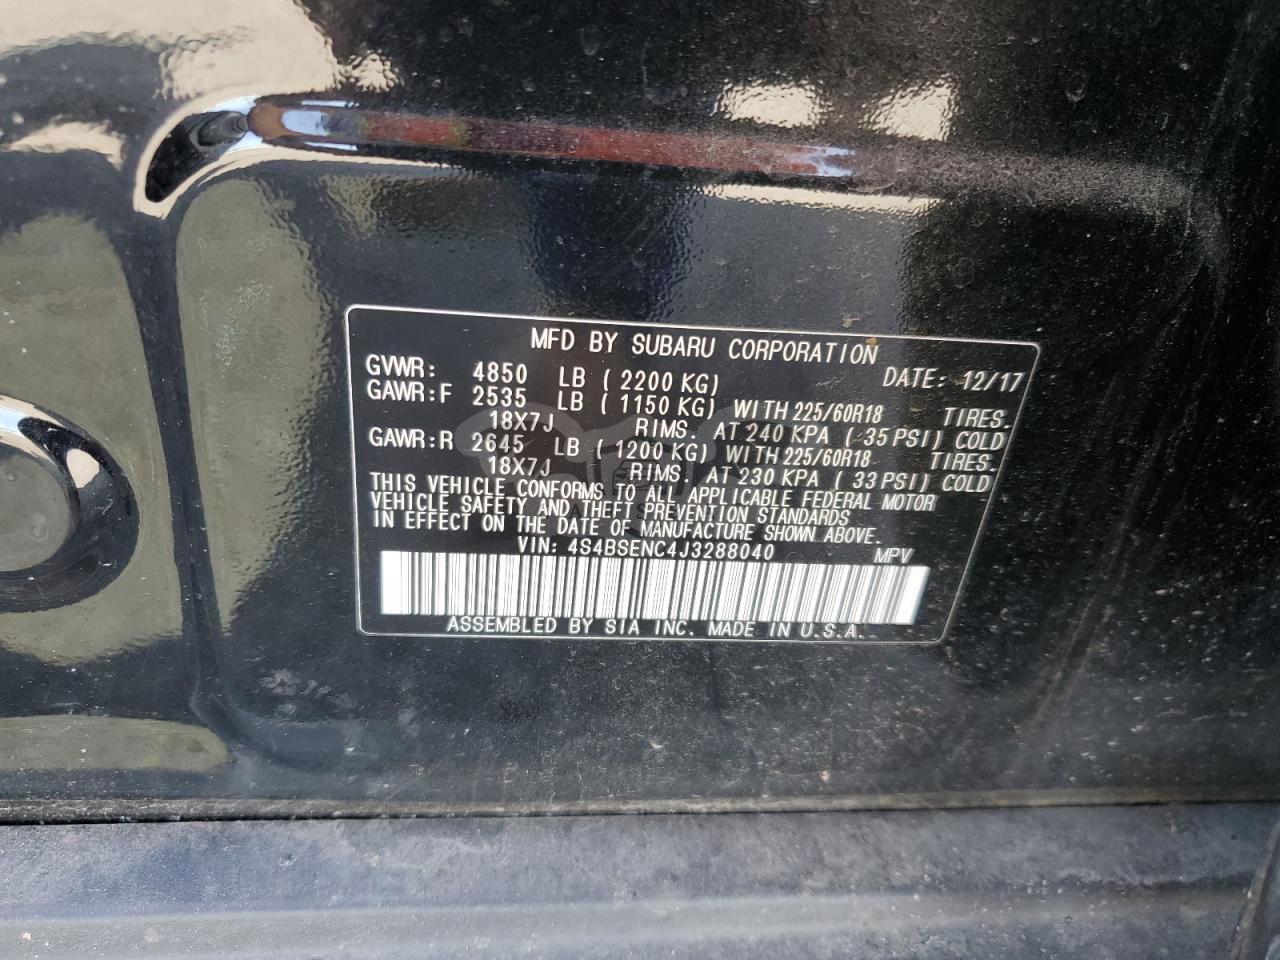 MFD BY SUBARU CORPORATION
GVWR: 4850 LB (2200 KG) DATE: 12/17
GAWR:F 2535 LB (1150 KG) WITH 225/60R18 TIRES.
18X7J RIMS. AT 240 KPA (35 PSI) COLD
GAWR:R 2645 LB (1200 KG) WITH 225/60R18 TIRES.
18X7J RIMS. AT 230 KPA (33 PSI) COLD
THIS VEHICLE CONFORMS TO ALL APPLICABLE FEDERAL MOTOR
VEHICLE SAFETY AND THEFT PREVENTION STANDARDS
IN EFFECT ON THE DATE OF MANUFACTURE SHOWN ABOVE.
VIN: 4S4BSENC4J3288040 MPV
ASSEMBLED BY SIA INC. MADE IN U.S.A.